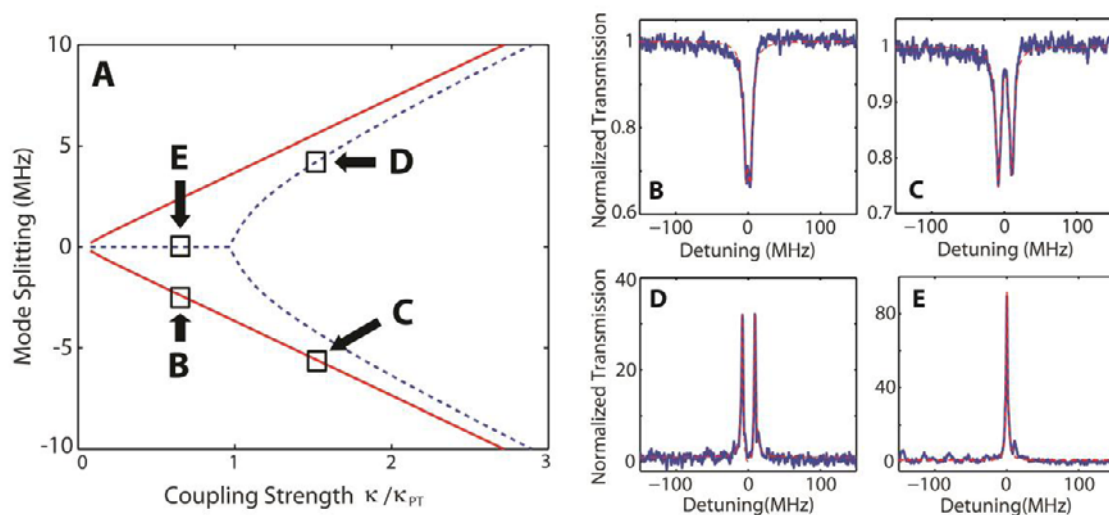 A
Mode Splitting (MHz)
10
5
0
-5
-10
E
D
B
C
0
1
2
3
Coupling Strength κ/κPT
Normalized Transmission
1
0.8
0.6
B
−100
0
100
Detuning (MHz)
1
0.9
0.8
0.7
C
−100
0
100
Detuning (MHz)
Normalized Transmission
40
20
0
D
−100
0
100
Detuning(MHz)
80
40
0
E
−100
0
100
Detuning(MHz)